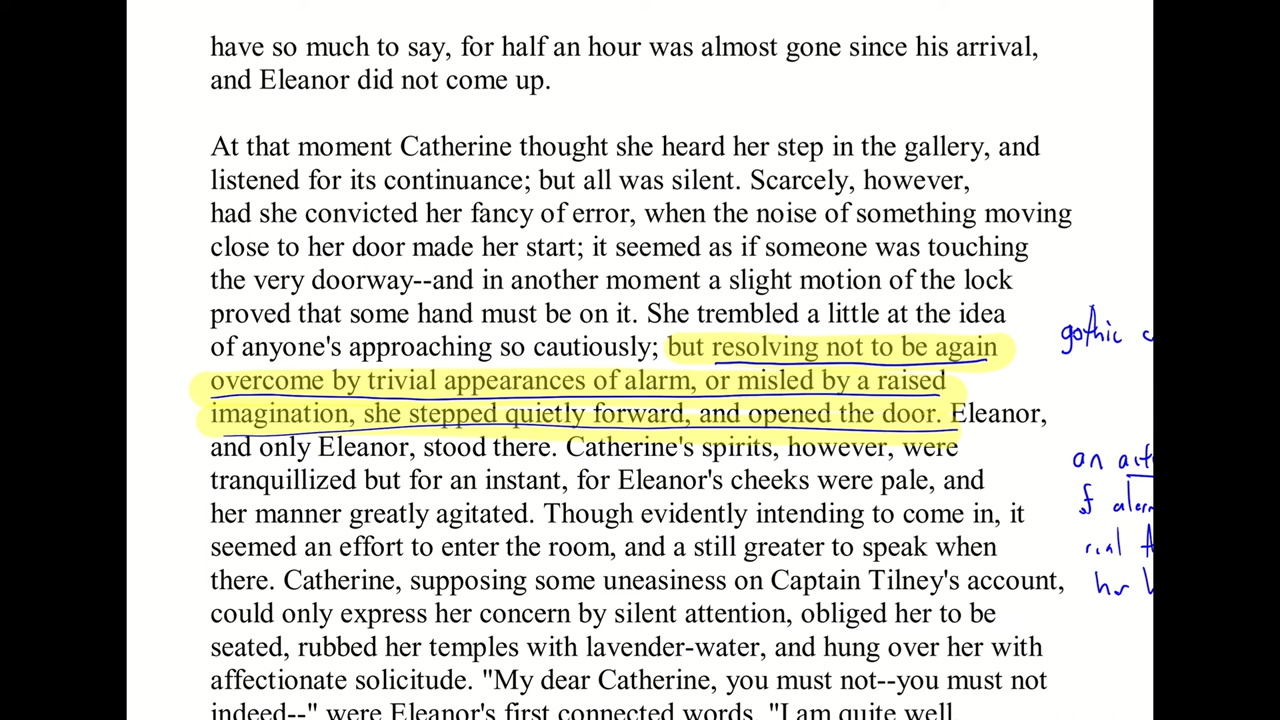 have so much to say, for half an hour was almost gone since his arrival,
and Eleanor did not come up.
At that moment Catherine thought she heard her step in the gallery, and
listened for its continuance; but all was silent. Scarcely, however,
had she convicted her fancy of error, when the noise of something moving
close to her door made her start; it seemed as if someone was touching
the very doorway--and in another moment a slight motion of the lock
proved that some hand must be on it. She trembled a little at the idea
of anyone's approaching so cautiously; but resolving not to be again
gothic
overcome by trivial appearances of alarm, or misled by a raised
imagination, she stepped quietly forward, and opened the door. Eleanor,
and only Eleanor, stood there. Catherine's spirits, however, were
an
tranquillized but for an instant, for Eleanor's cheeks were pale, and
her manner greatly agitated. Though evidently intending to come in, it
seemed an effort to enter the room, and a still greater to speak when
there. Catherine, supposing some uneasiness on Captain Tilney's account,
her
could only express her concern by silent attention, obliged her to be
seated, rubbed her temples with lavender-water, and hung over her with
affectionate solicitude. "My dear Catherine, you must not--you must not
indeed--" were Eleanor's first connected words. "I am quite well.